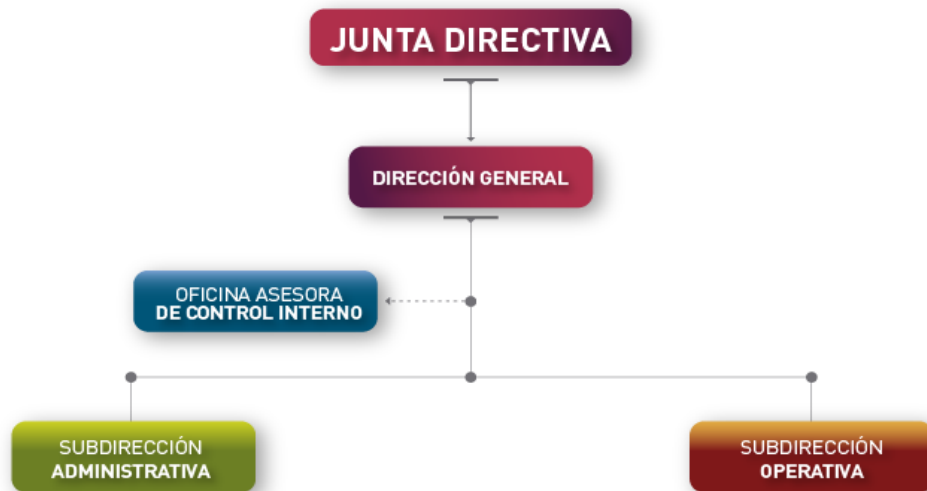 JUNTA DIRECTIVA
DIRECCIÓN GENERAL
OFICINA ASESORA
DE CONTROL INTERNO
SUBDIRECCIÓN
ADMINISTRATIVA
SUBDIRECCIÓN
OPERATIVA